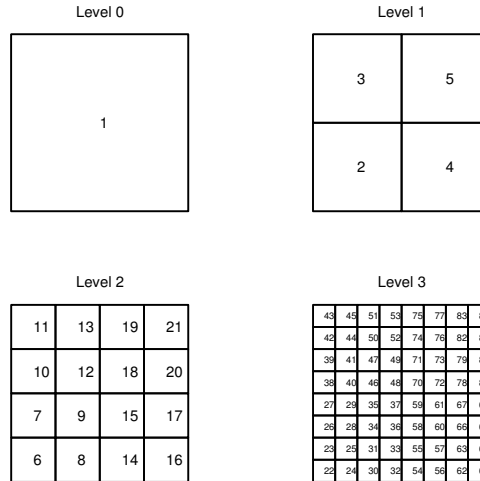 Level 0
Level 1
1
3 5
2 4
Level 2
Level 3
11 13 19 21
10 12 18 20
7 9 15 17
6 8 14 16
43 45 51 53 75 77 83
42 44 50 52 74 76 82
39 41 47 49 71 73 79
38 40 46 48 70 72 78
27 29 35 37 59 61 67
26 28 34 36 58 60 66
23 25 31 33 55 57 63
22 24 30 32 54 56 62